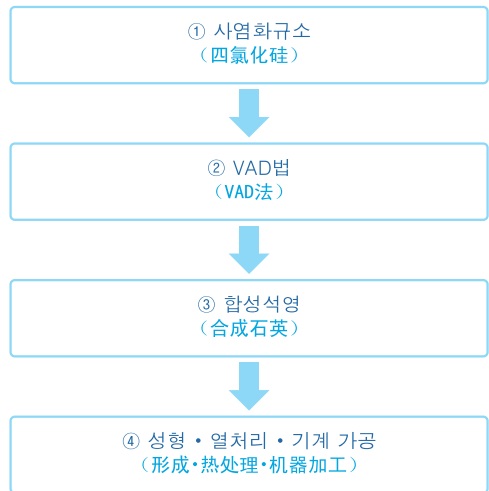 ① 사염화규소
（四氯化硅）
② VAD법
（VAD法）
③ 합성석영
（合成石英）
④ 성형 • 열처리 • 기계 가공
（形成·热处理·机器加工）